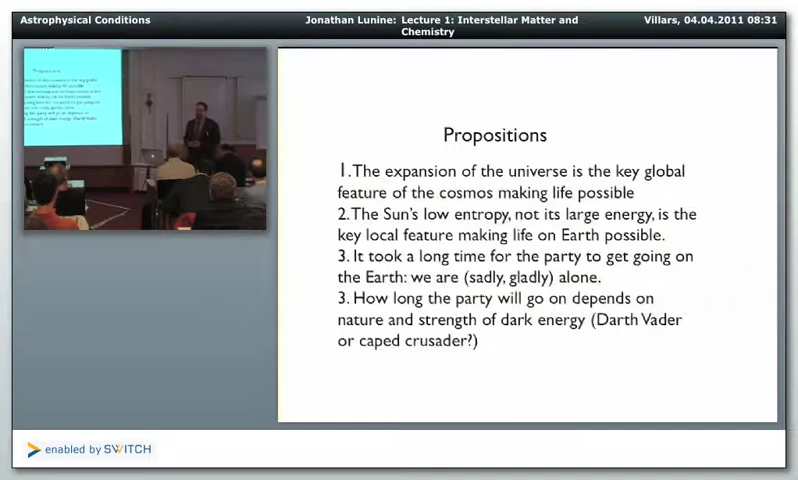 Astrophysical Conditions
Jonathan Lunine: Lecture 1: Interstellar Matter and
Chemistry
Villars, 04.04.2011 08:31
Propositions
Propositions
1.The expansion of the universe is the key global
feature of the cosmos making life possible
2.The Sun's low entropy, not its large energy, is the
key local feature making life on Earth possible.
3. It took a long time for the party to get going on
the Earth: we are (sadly, gladly) alone.
3. How long the party will go on depends on
nature and strength of dark energy (Darth Vader
or caped crusader?)
enabled by SWITCH